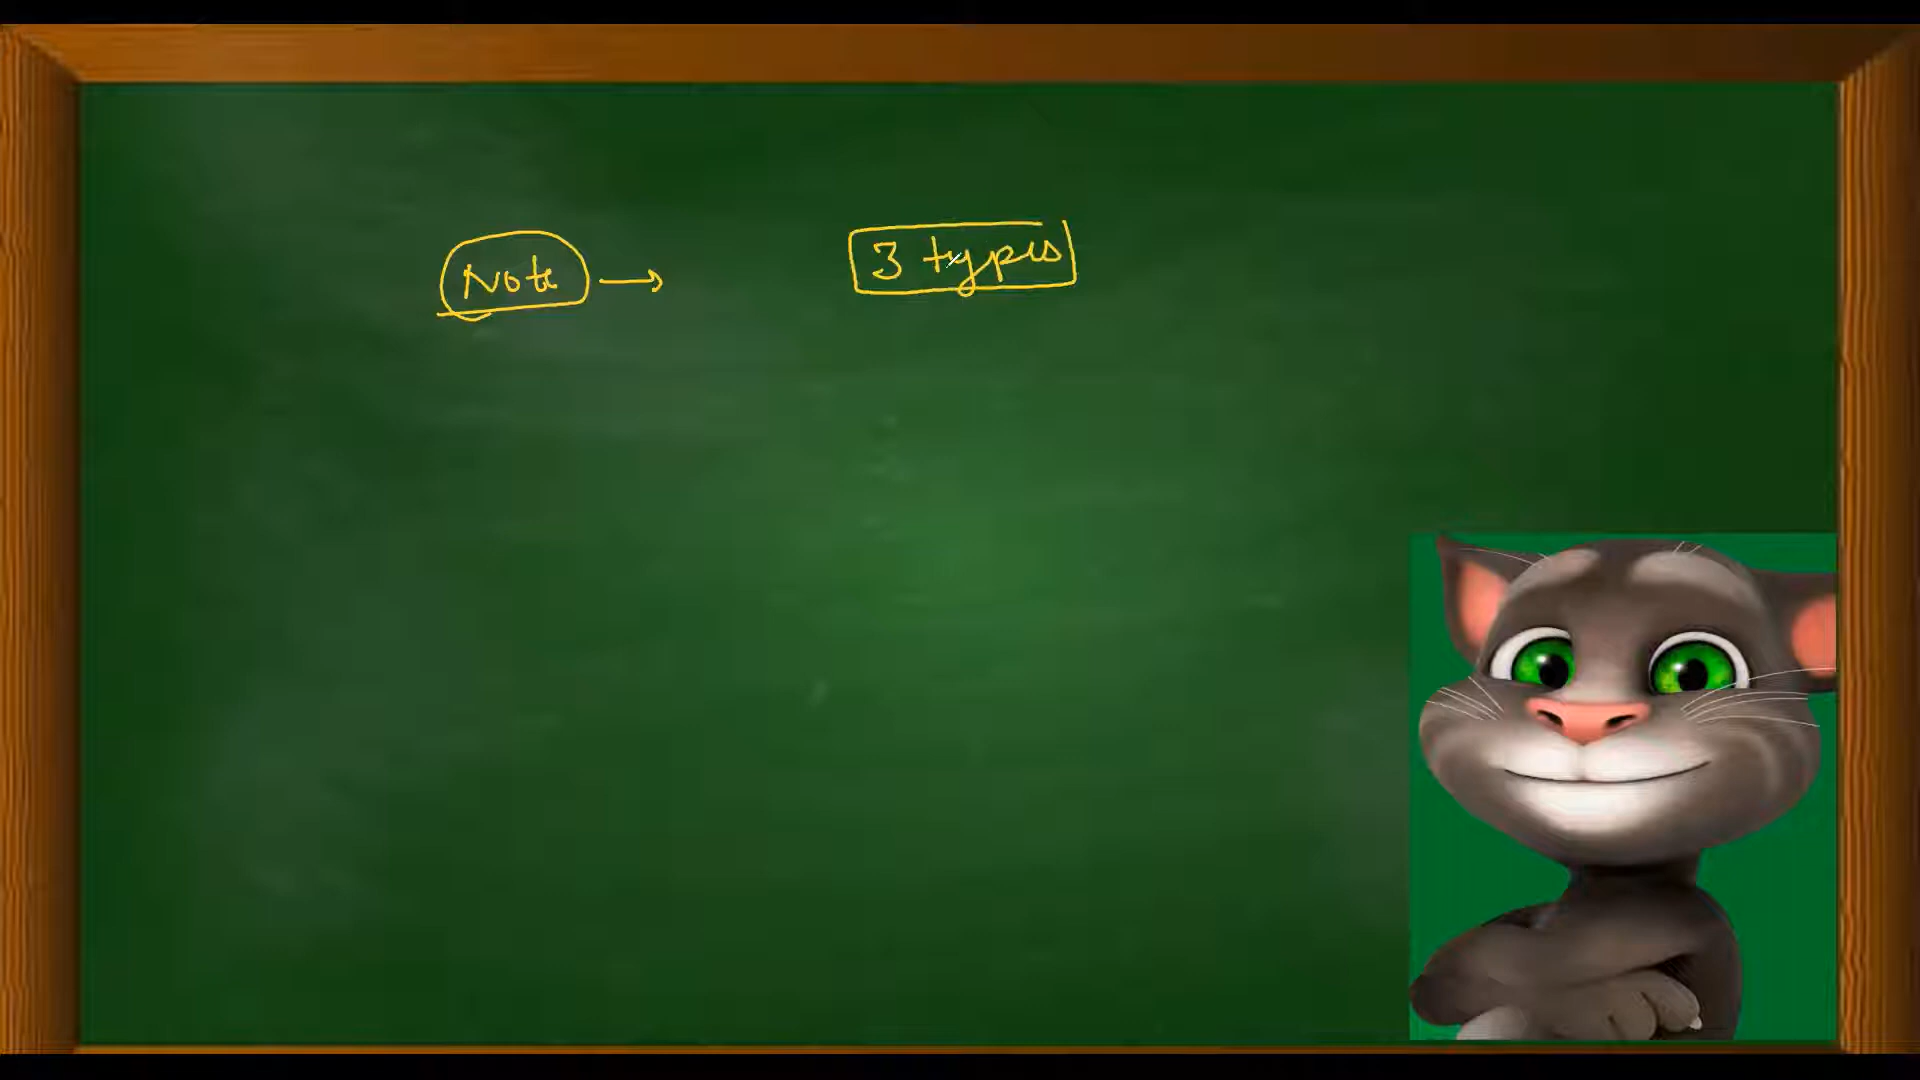 Note → 3 types